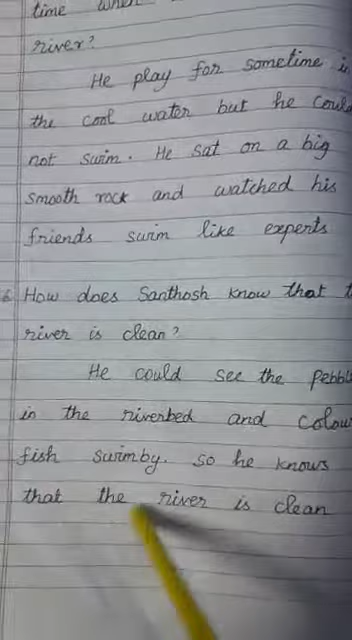 time when
river?
He play for sometime i
the cool water but he could
not swim. He sat on a big
smooth rock and watched his
friends swim like experts
6. How does Santhosh know that t
river is clean?
He could see the Pebbl
in the riverbed and colou
fish swimby. so he knows
that the river is clean